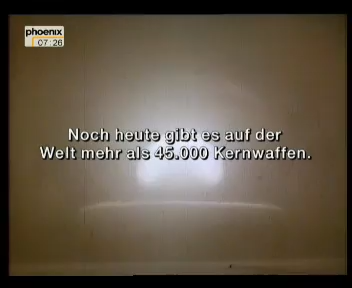 phoenix
07:26
Noch heute gibt es auf der
Welt mehr als 45.000 Kernwaffen.